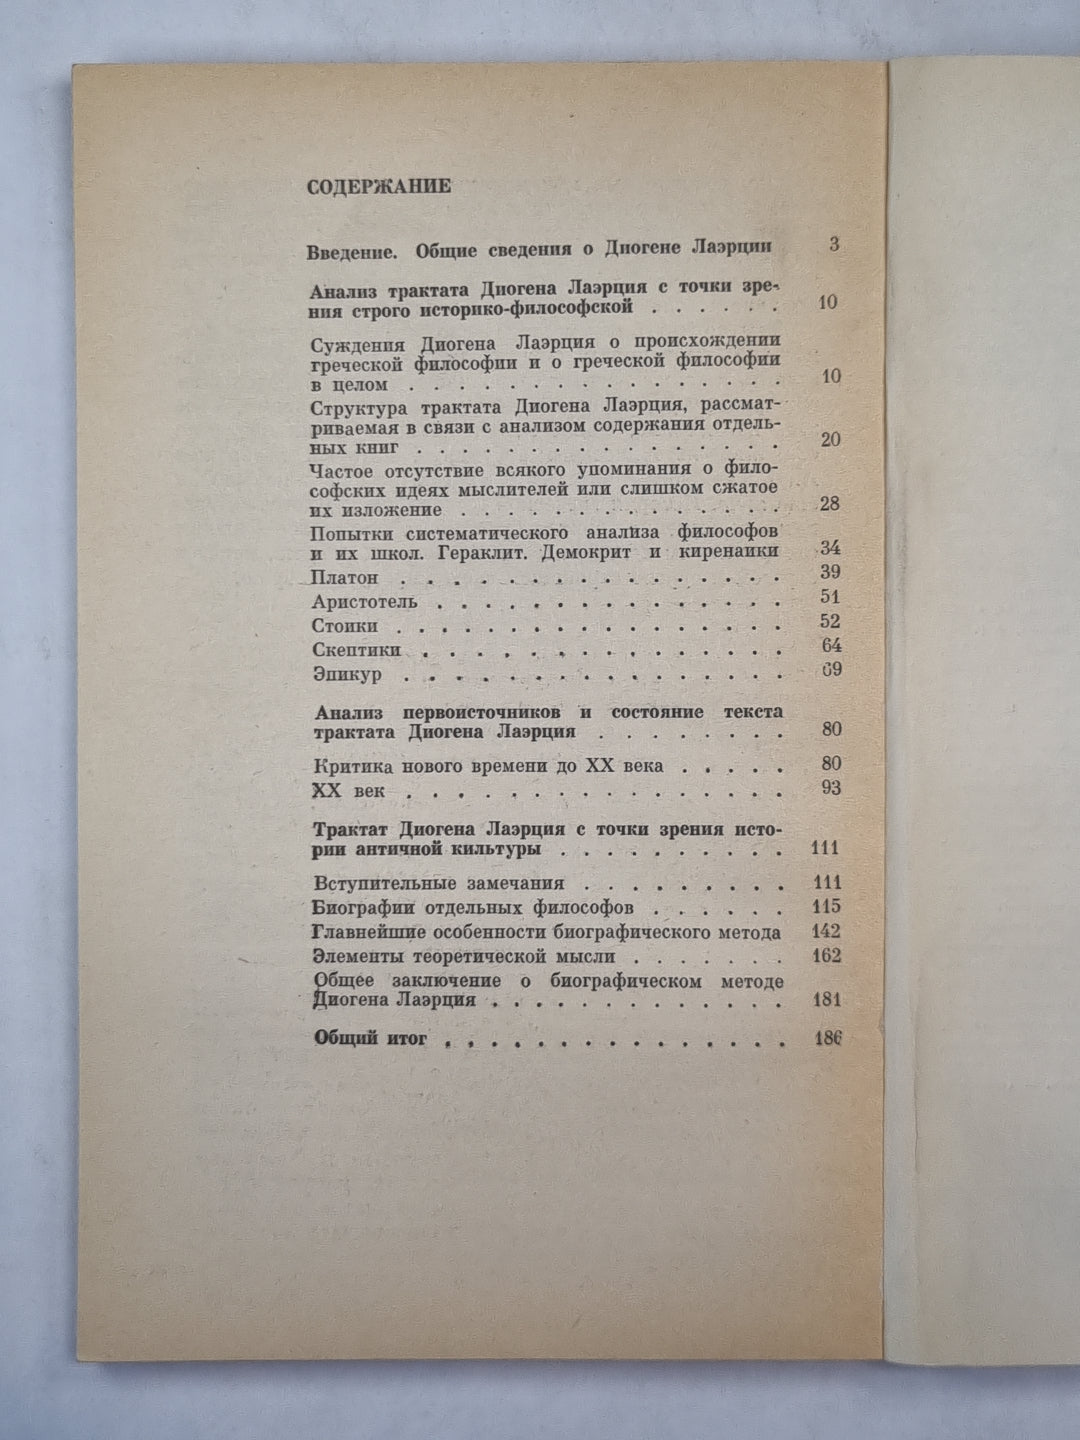 СОДЕРЖАНИЕ
Введение. Общие сведения о Диогене Лаэрции 3
Анализ трактата Диогена Лаэрция с точки зре-
ния строго историко-философской . . . . . . 10
Суждения Диогена Лаэрция о происхождении
греческой философии и о греческой философии
в целом . . . . . . . . . . . . . . . 10
Структура трактата Диогена Лаэрция, рассмат-
риваемая в связи с анализом содержания отдель-
ных книг . . . . . . . . . . . . . . . 20
Частое отсутствие всякого упоминания о фило-
софских идеях мыслителей или слишком сжатое
их изложение . . . . . . . . . . . . . 28
Попытки систематического анализа философов
и их школ. Гераклит. Демокрит и киренаики 34
Платон . . . . . . . . . . . . . . . 39
Аристотель . . . . . . . . . . . . . . 51
Стоики . . . . . . . . . . . . . . . . 52
Скептики . . . . . . . . . . . . . . 64
Эпикур . . . . . . . . . . . . . . . 69
Анализ первоисточников и состояние текста
трактата Диогена Лаэрция . . . . . . . . 80
Критика нового времени до XX века . . . . . 80
XX век . . . . . . . . . . . . . . . 93
Трактат Диогена Лаэрция с точки зрения исто-
рии античной кильтуры . . . . . . . . . . 111
Вступительные замечания . . . . . . . . . 111
Биографии отдельных философов . . . . . . 115
Главнейшие особенности биографического метода 142
Элементы теоретической мысли . . . . . . . 162
Общее заключение о биографическом методе
Диогена Лаэрция . . . . . . . . . . . . 181
Общий итог . . . . . . . . . . . . . . 186